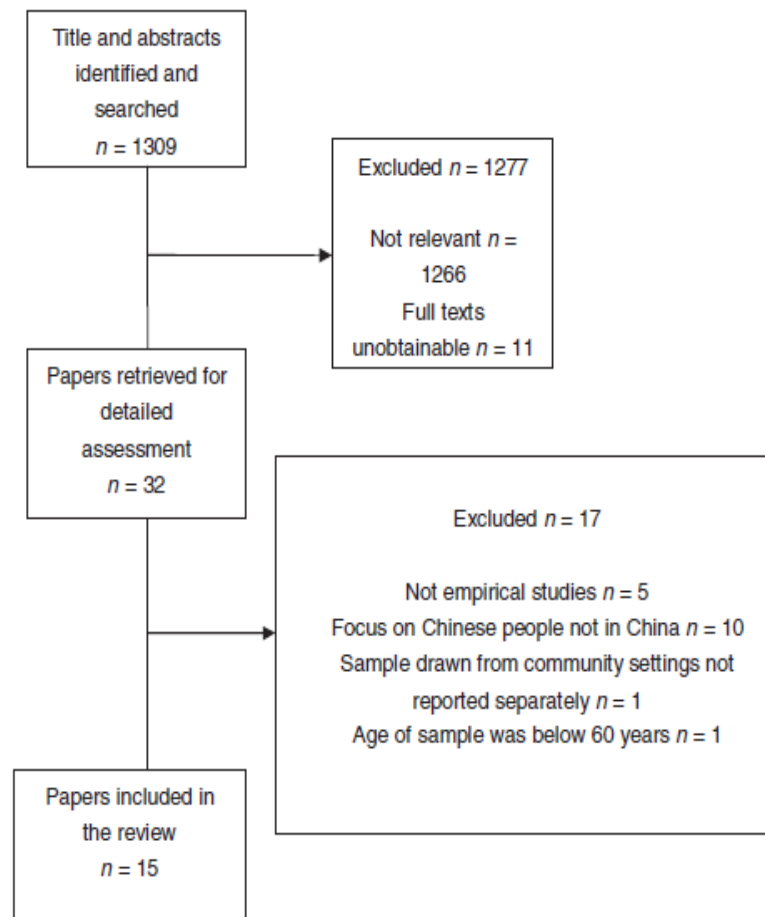 Title and abstracts
identified and
searched
n = 1309
Excluded n = 1277
Not relevant n =
1266
Full texts
unobtainable n = 11
Papers retrieved for
detailed
assessment
n = 32
Excluded n = 17
Not empirical studies n = 5
Focus on Chinese people not in China n = 10
Sample drawn from community settings not
reported separately n = 1
Age of sample was below 60 years n = 1
Papers included in
the review
n = 15